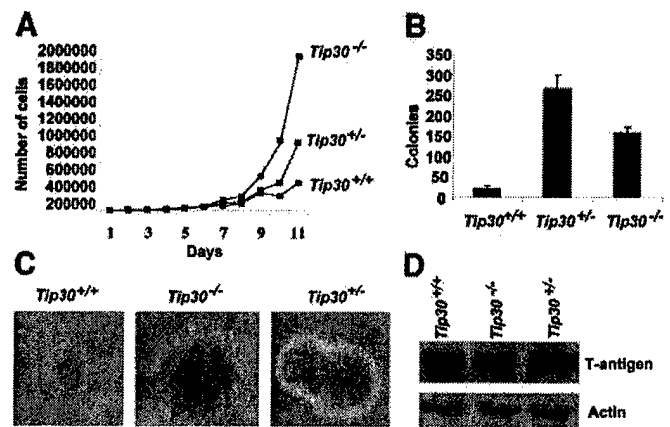 A
Number of cells
2000000
1800000
1600000
1400000
1200000
1000000
800000
600000
400000
200000
1 3 5 7 9 11
Days
Tip30-/-
Tip30+/-
Tip30+/+
B
Colonies
350
300
250
200
150
100
50
0
Tip30+/+ Tip30+/- Tip30-/-
C
Tip30+/+ Tip30-/- Tip30+/-
D
Tip30+/+ Tip30-/- Tip30+/-
T-antigen
Actin